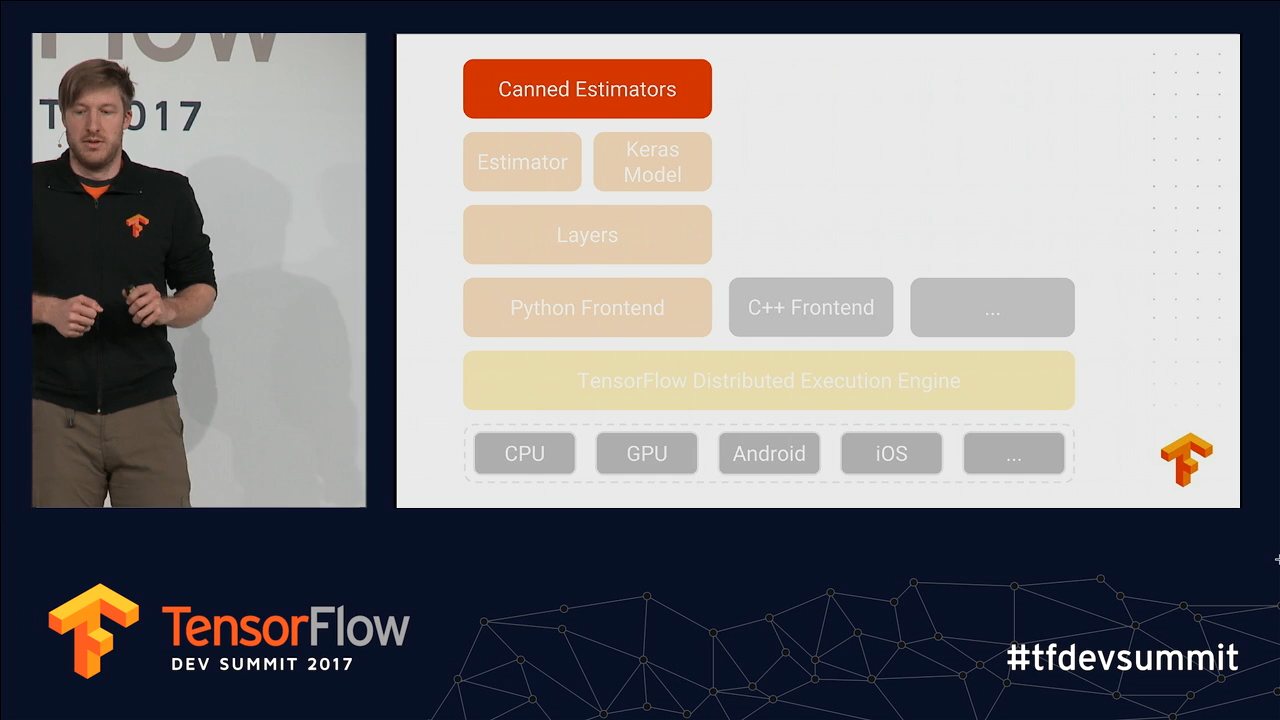 Flow
T 2017
Canned Estimators
Estimator
Keras
Model
Layers
Python Frontend
C++ Frontend
...
TensorFlow Distributed Execution Engine
CPU
GPU
Android
iOS
...
TensorFlow
DEV SUMMIT 2017
#tfdevsummit